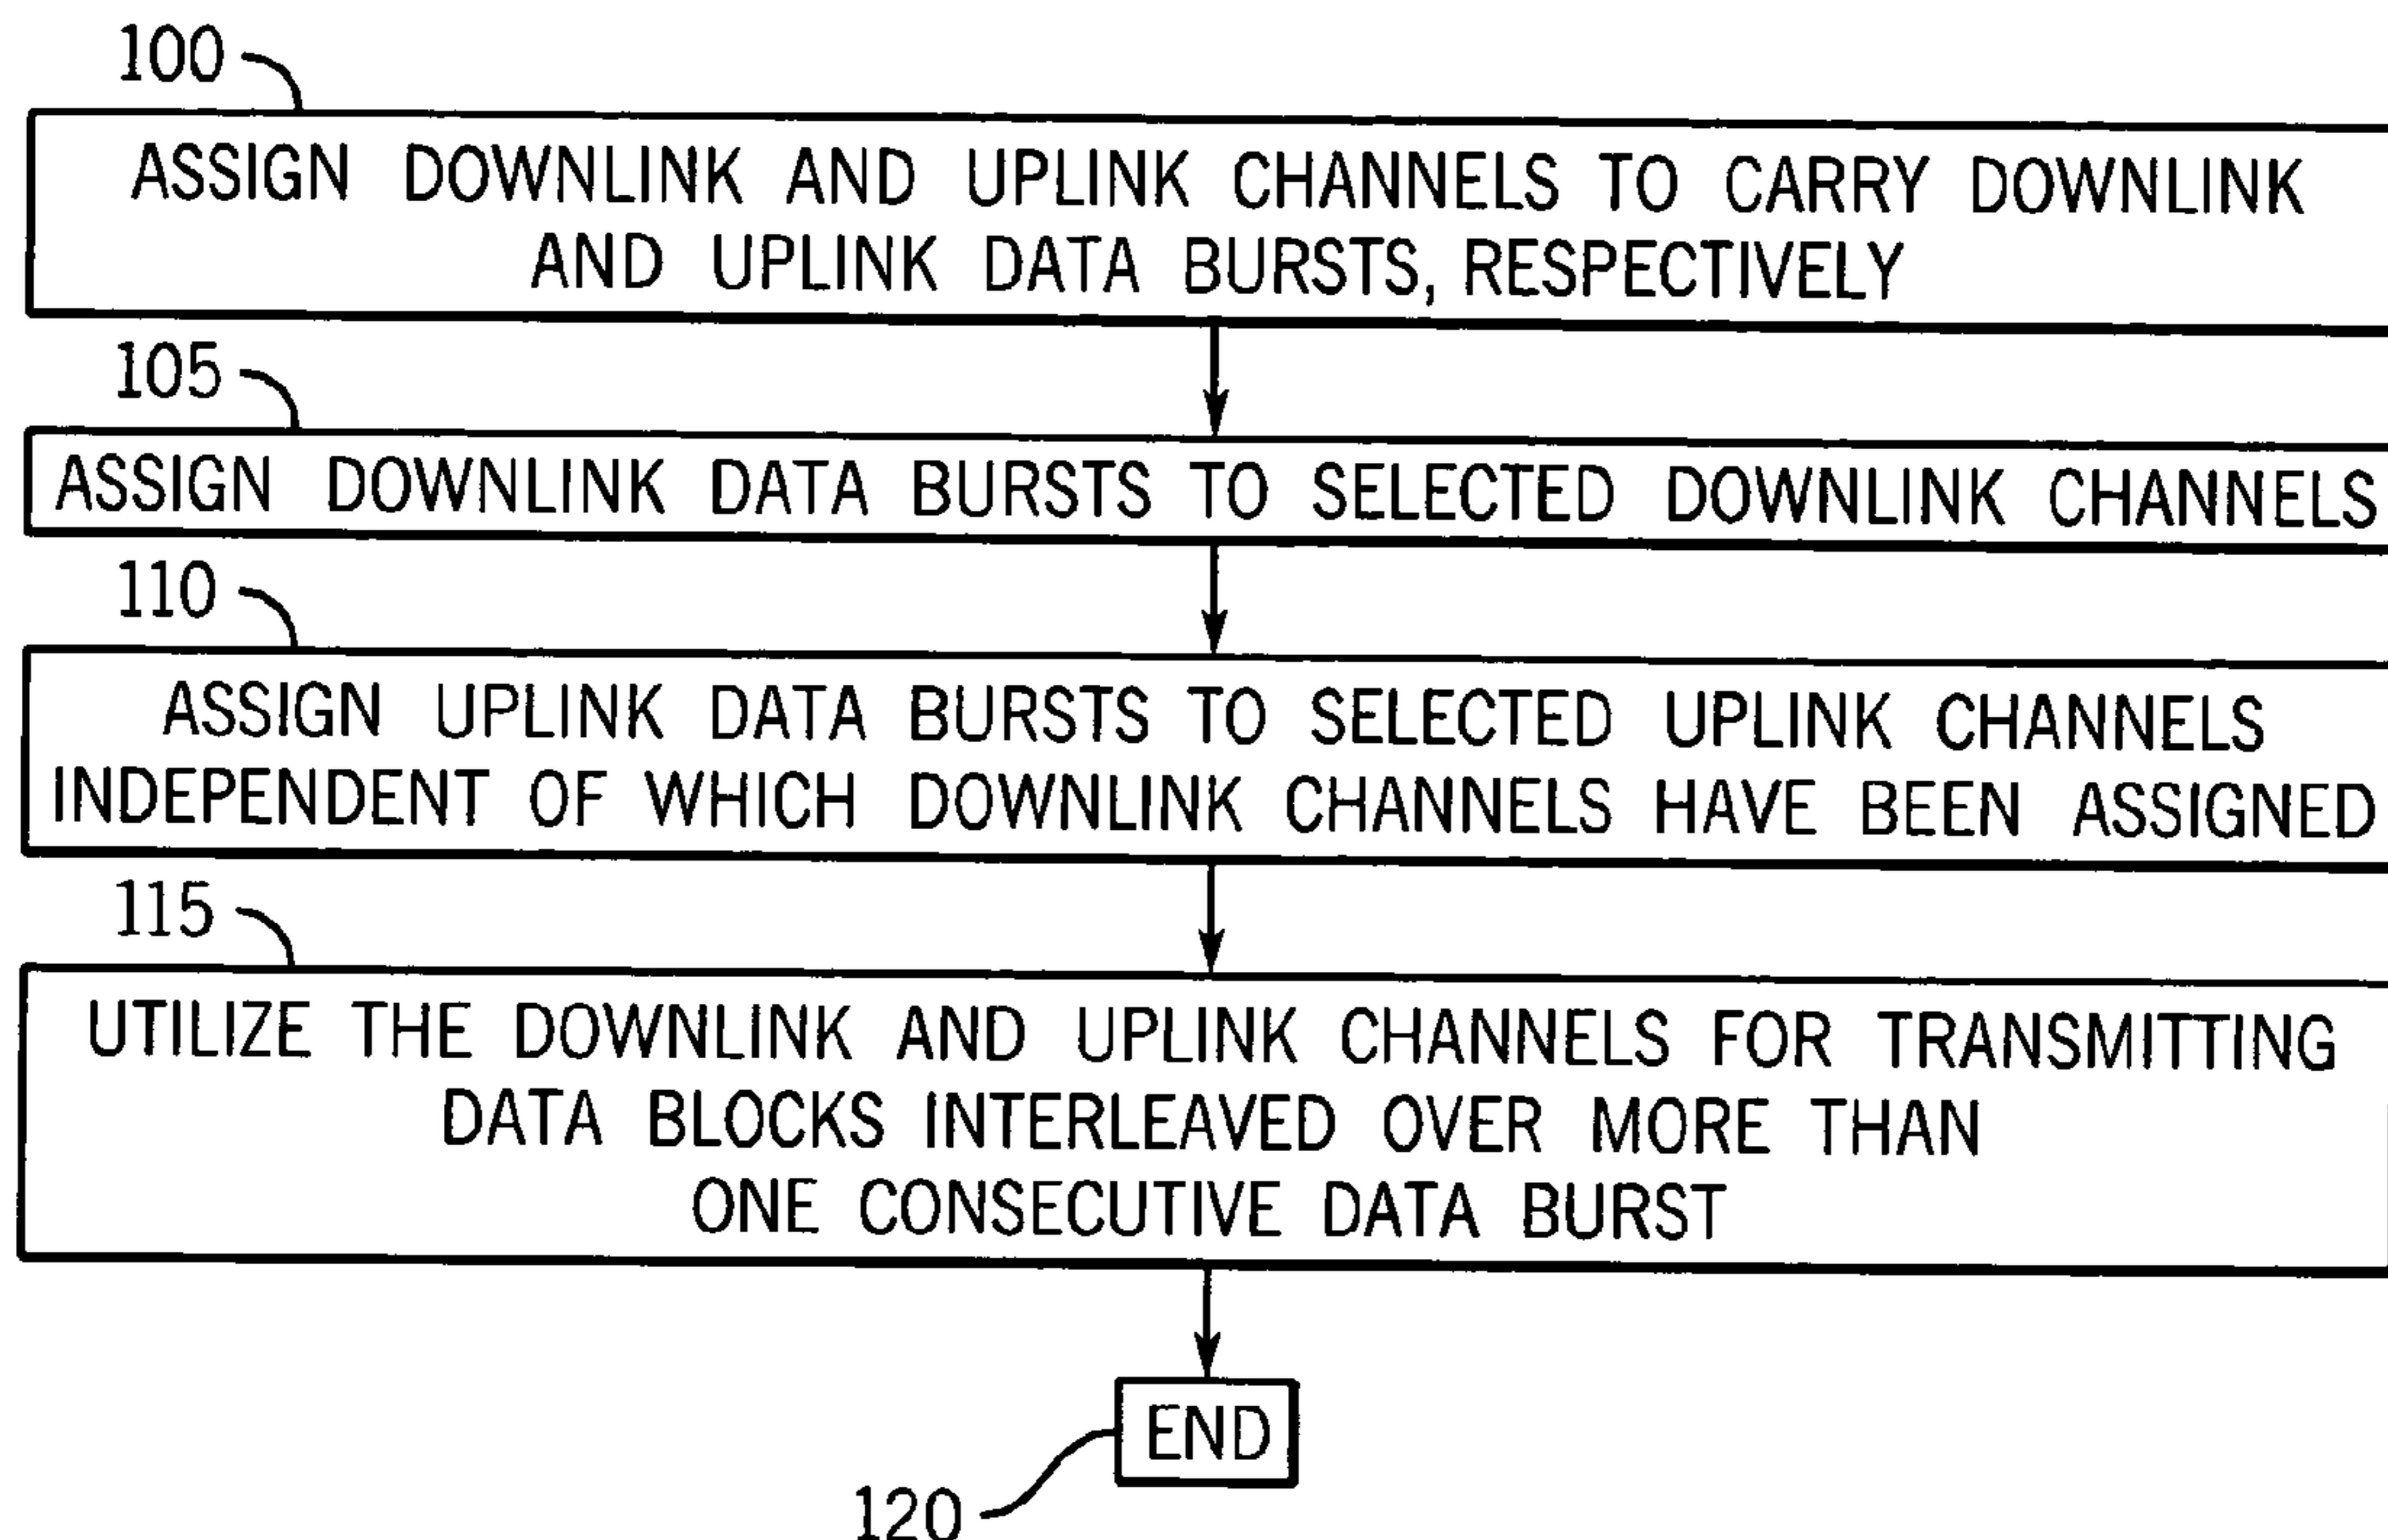 100
ASSIGN DOWNLINK AND UPLINK CHANNELS TO CARRY DOWNLINK
AND UPLINK DATA BURSTS, RESPECTIVELY
105
ASSIGN DOWNLINK DATA BURSTS TO SELECTED DOWNLINK CHANNELS
110
ASSIGN UPLINK DATA BURSTS TO SELECTED UPLINK CHANNELS
INDEPENDENT OF WHICH DOWNLINK CHANNELS HAVE BEEN ASSIGNED
115
UTILIZE THE DOWNLINK AND UPLINK CHANNELS FOR TRANSMITTING
DATA BLOCKS INTERLEAVED OVER MORE THAN
ONE CONSECUTIVE DATA BURST
END
120